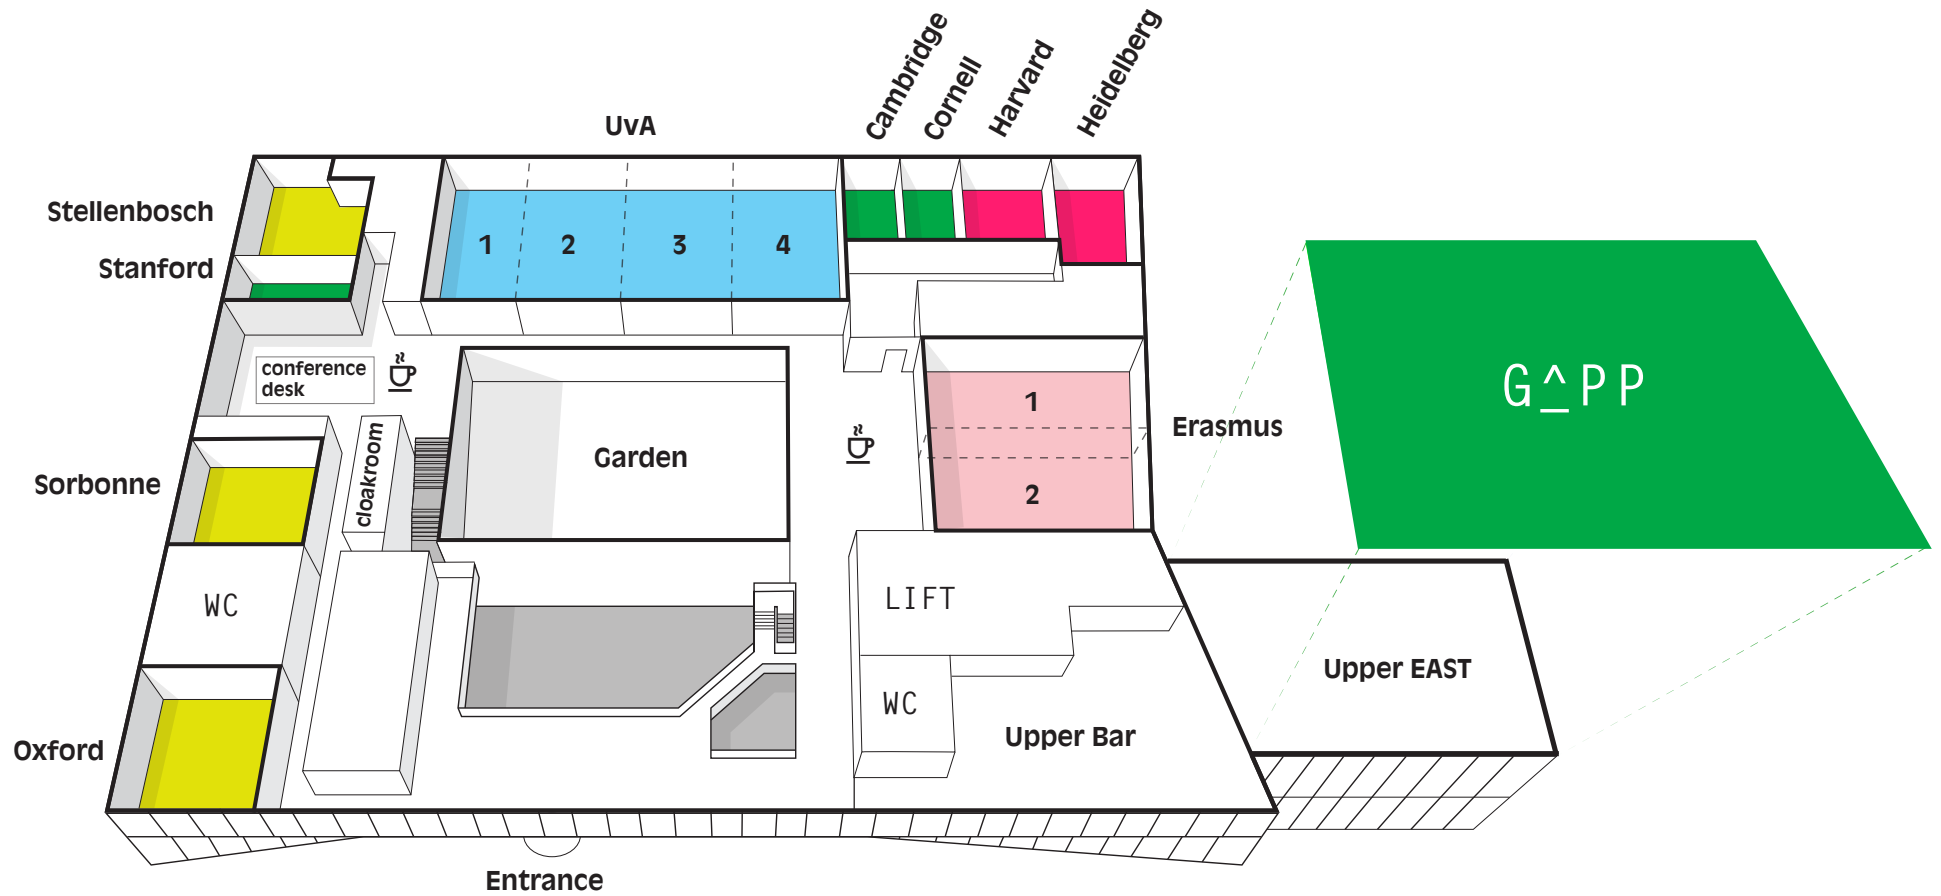 Cambridge
Cornell
Harvard
Heidelberg
UvA
Stellenbosch
Stanford
1
2
3
4
conference
desk
cloakroom
Garden
1
2
Erasmus
G^PP
Sorbonne
WC
LIFT
WC
Upper EAST
Upper Bar
Oxford
Entrance